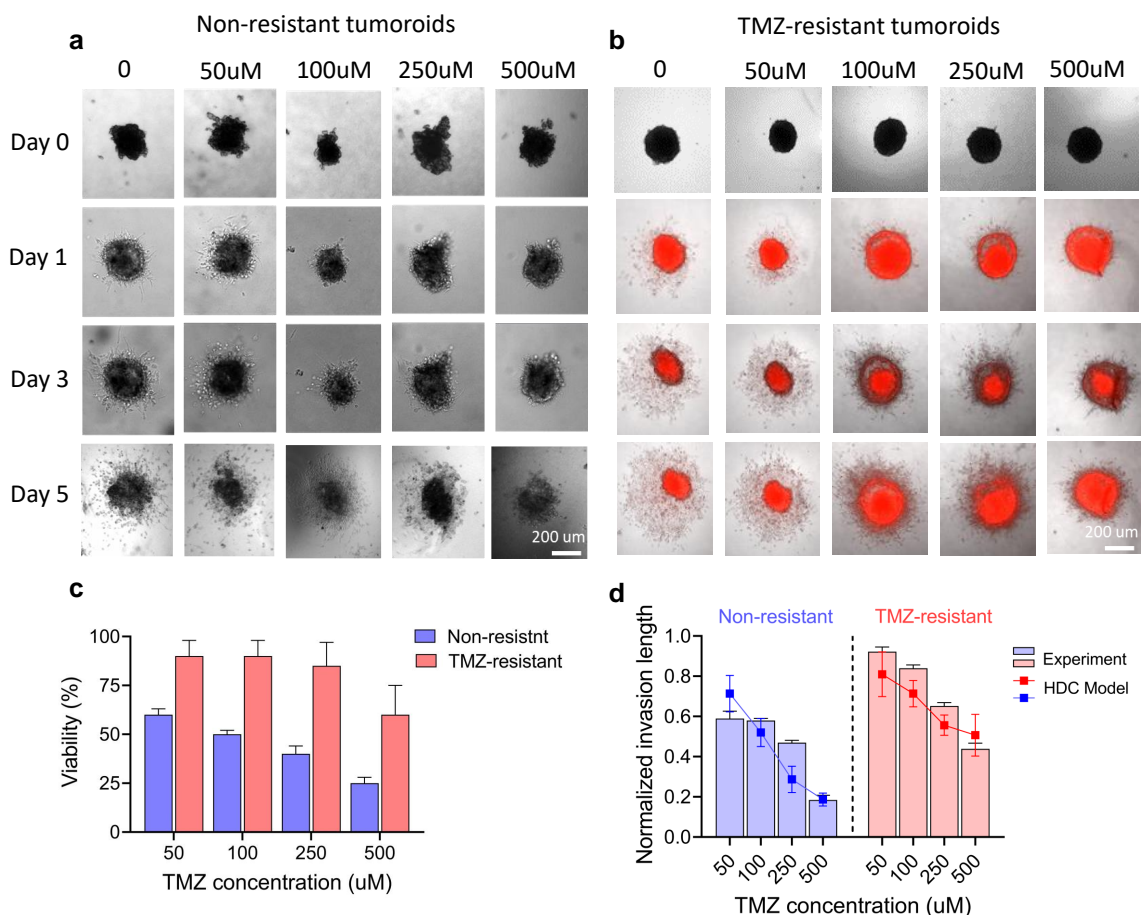 Non-resistant tumoroids
TMZ-resistant tumoroids
a
b
0 50uM 100uM 250uM 500uM
0 50uM 100uM 250uM 500uM
Day 0
Day 1
Day 3
Day 5
200 um
200 um
c
Viability (%)
100
75
50
25
0
50 100 250 500
TMZ concentration (uM)
Non-resistnt
TMZ-resistant
d
Non-resistant
TMZ-resistant
Normalized invasion length
1.0
0.8
0.6
0.4
0.2
0.0
50 100 250 500
50 100 250 500
TMZ concentration (uM)
Experiment
HDC Model